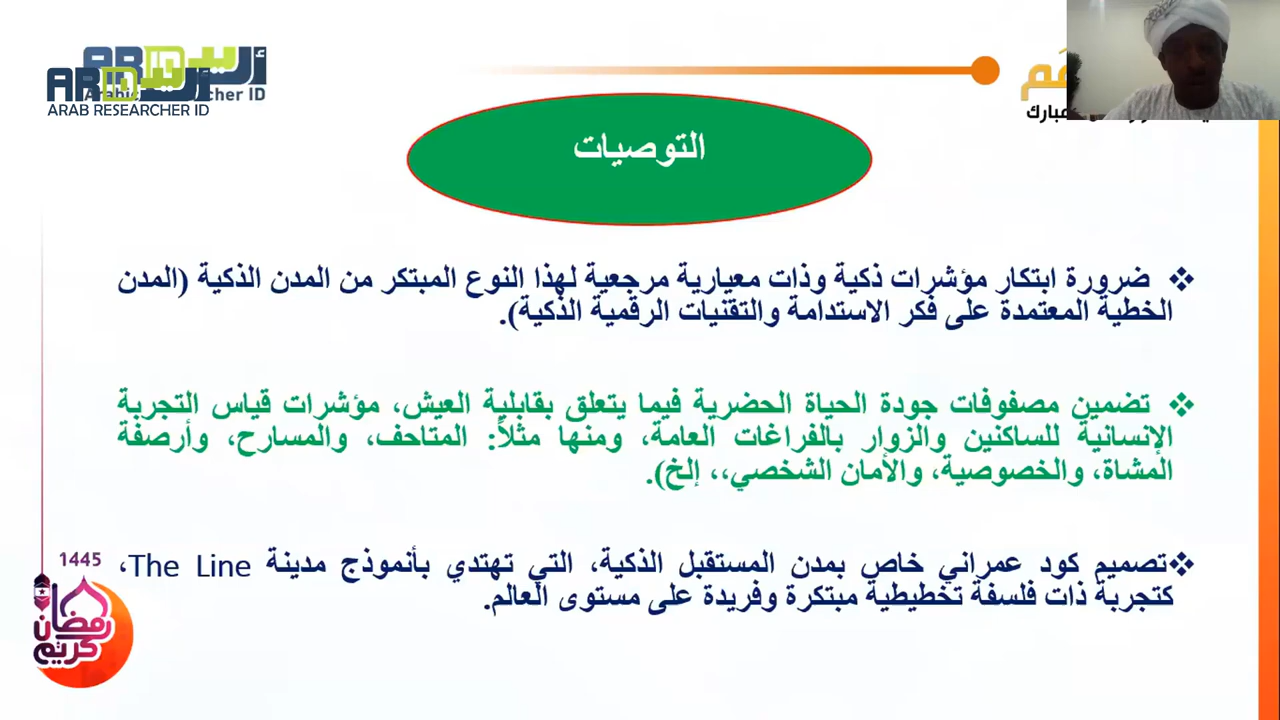 ARID أريد
ARAB RESEARCHER ID
cher ID
التوصيات
❖ ضرورة ابتكار مؤشرات ذكية وذات معيارية مرجعية لهذا النوع المبتكر من المدن الذكية (المدن
الخطية المعتمدة على فكر الاستدامة والتقنيات الرقمية الذكية).
❖ تضمين مصفوفات جودة الحياة الحضرية فيما يتعلق بقابلية العيش، مؤشرات قياس التجربة
الإنسانية للساكنين والزوار بالفراغات العامة، ومنها مثلاً: المتاحف، والمسارح، وأرصفة
المشاة، والخصوصية، والأمان الشخصي،، إلخ).
❖تصميم كود عمراني خاص بمدن المستقبل الذكية، التي تهتدي بأنموذج مدينة The Line،
كتجربة ذات فلسفة تخطيطية مبتكرة وفريدة على مستوى العالم.
1445
رمضان
كريم